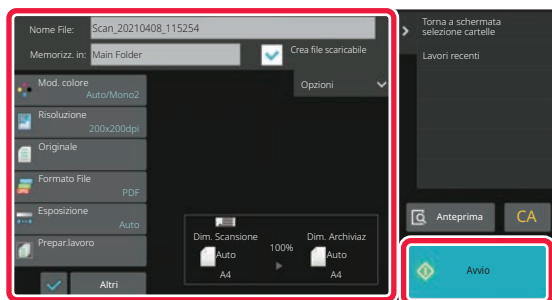 Nome File:
Scan_20210408_115254
Memorizz. in:
Main Folder
Crea file scaricabile
Opzioni
Mod. colore
Auto/Mono2
Risoluzione
200x200dpi
Originale
Formato File
PDF
Esposizione
Auto
Prepar.lavoro
Altri
Dim. Scansione
Auto
A4
100%
Dim. Archiviaz
Auto
A4
Torna a schermata
selezione cartelle
Lavori recenti
Anteprima
CA
Avvio